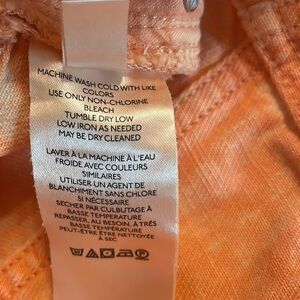 MACHINE WASH COLD WITH LIKE
COLORS
USE ONLY NON-CHLORINE
BLEACH
TUMBLE DRY LOW
LOW IRON AS NEEDED
MAY BE DRY CLEANED
LAVER À LA MACHINE À L'EAU
FROIDE AVEC COULEURS
SIMILAIRES
UTILISER UN AGENT DE
BLANCHIMENT SANS CHLORE
SI NÉCESSAIRE
SECHER PAR CULBUTAGE À
BASSE TEMPÉRATURE
REPASSER, AU BESOIN, À TRÈS
BASSE TEMPÉRATURE
PEUT-ÊTRE ÊTRE NETTOYÉE
À SEC